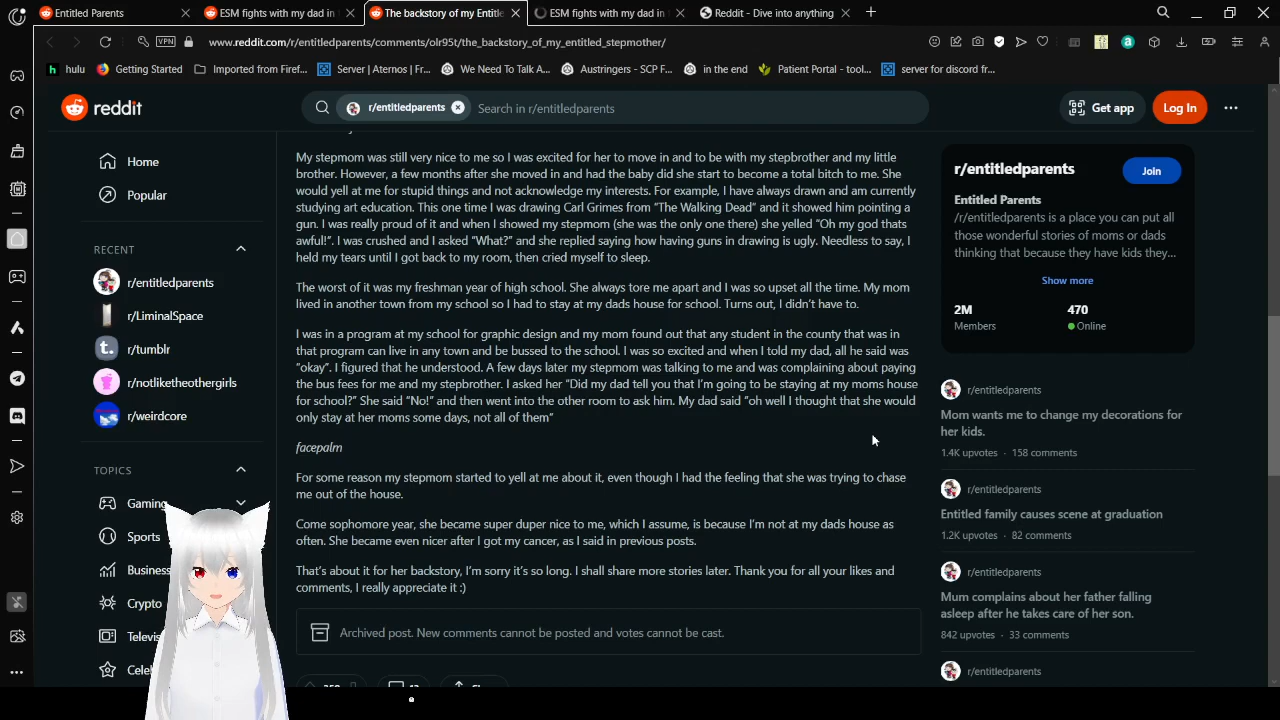 Entitled Parents
ESM fights with my dad in
The backstory of my Entitle
ESM fights with my dad in
Reddit - Dive into anything
VPN
www.reddit.com/r/entitledparents/comments/olr95t/the_backstory_of_my_entitled_stepmother/
hulu
Getting Started
Imported from Firef...
Server | Aternos | Fr...
We Need To Talk A...
Austringers - SCP F...
in the end
Patient Portal - tool...
server for discord fr...
reddit
r/entitledparents
Search in r/entitledparents
Get app
Log In
Home
Popular
RECENT
r/entitledparents
r/LiminalSpace
r/tumblr
r/notliketheothergirls
r/weirdcore
TOPICS
Gaming
Sports
Business
Crypto
Televis
Celeb
My stepmom was still very nice to me so I was excited for her to move in and to be with my stepbrother and my little
brother. However, a few months after she moved in and had the baby did she start to become a total bitch to me. She
would yell at me for stupid things and not acknowledge my interests. For example, I have always drawn and am currently
studying art education. This one time I was drawing Carl Grimes from “The Walking Dead” and it showed him pointing a
gun. I was really proud of it and when I showed my stepmom (she was the only one there) she yelled “Oh my god thats
awful!”. I was crushed and I asked “What?” and she replied saying how having guns in drawing is ugly. Needless to say, I
held my tears until I got back to my room, then cried myself to sleep.
The worst of it was my freshman year of high school. She always tore me apart and I was so upset all the time. My mom
lived in another town from my school so I had to stay at my dads house for school. Turns out, I didn’t have to.
I was in a program at my school for graphic design and my mom found out that any student in the county that was in
that program can live in any town and be bussed to the school. I was so excited and when I told my dad, all he said was
“okay”. I figured that he understood. A few days later my stepmom was talking to me and was complaining about paying
the bus fees for me and my stepbrother. I asked her “Did my dad tell you that I’m going to be staying at my moms house
for school?” She said “No!” and then went into the other room to ask him. My dad said “oh well I thought that she would
only stay at her moms some days, not all of them”
facepalm
For some reason my stepmom started to yell at me about it, even though I had the feeling that she was trying to chase
me out of the house.
Come sophomore year, she became super duper nice to me, which I assume, is because I’m not at my dads house as
often. She became even nicer after I got my cancer, as I said in previous posts.
That’s about it for her backstory, I’m sorry it’s so long. I shall share more stories later. Thank you for all your likes and
comments, I really appreciate it :)
Archived post. New comments cannot be posted and votes cannot be cast.
r/entitledparents
Join
Entitled Parents
/r/entitledparents is a place you can put all
those wonderful stories of moms or dads
thinking that because they have kids they...
Show more
2M
470
Members
Online
r/entitledparents
Mom wants me to change my decorations for
her kids.
1.4K upvotes · 158 comments
r/entitledparents
Entitled family causes scene at graduation
1.2K upvotes · 82 comments
r/entitledparents
Mum complains about her father falling
asleep after he takes care of her son.
842 upvotes · 33 comments
r/entitledparents